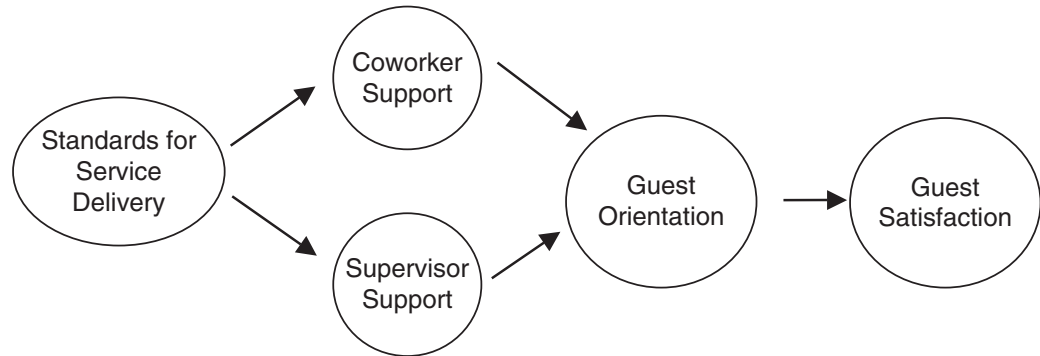 Standards for
Service
Delivery
Coworker
Support
Supervisor
Support
Guest
Orientation
Guest
Satisfaction